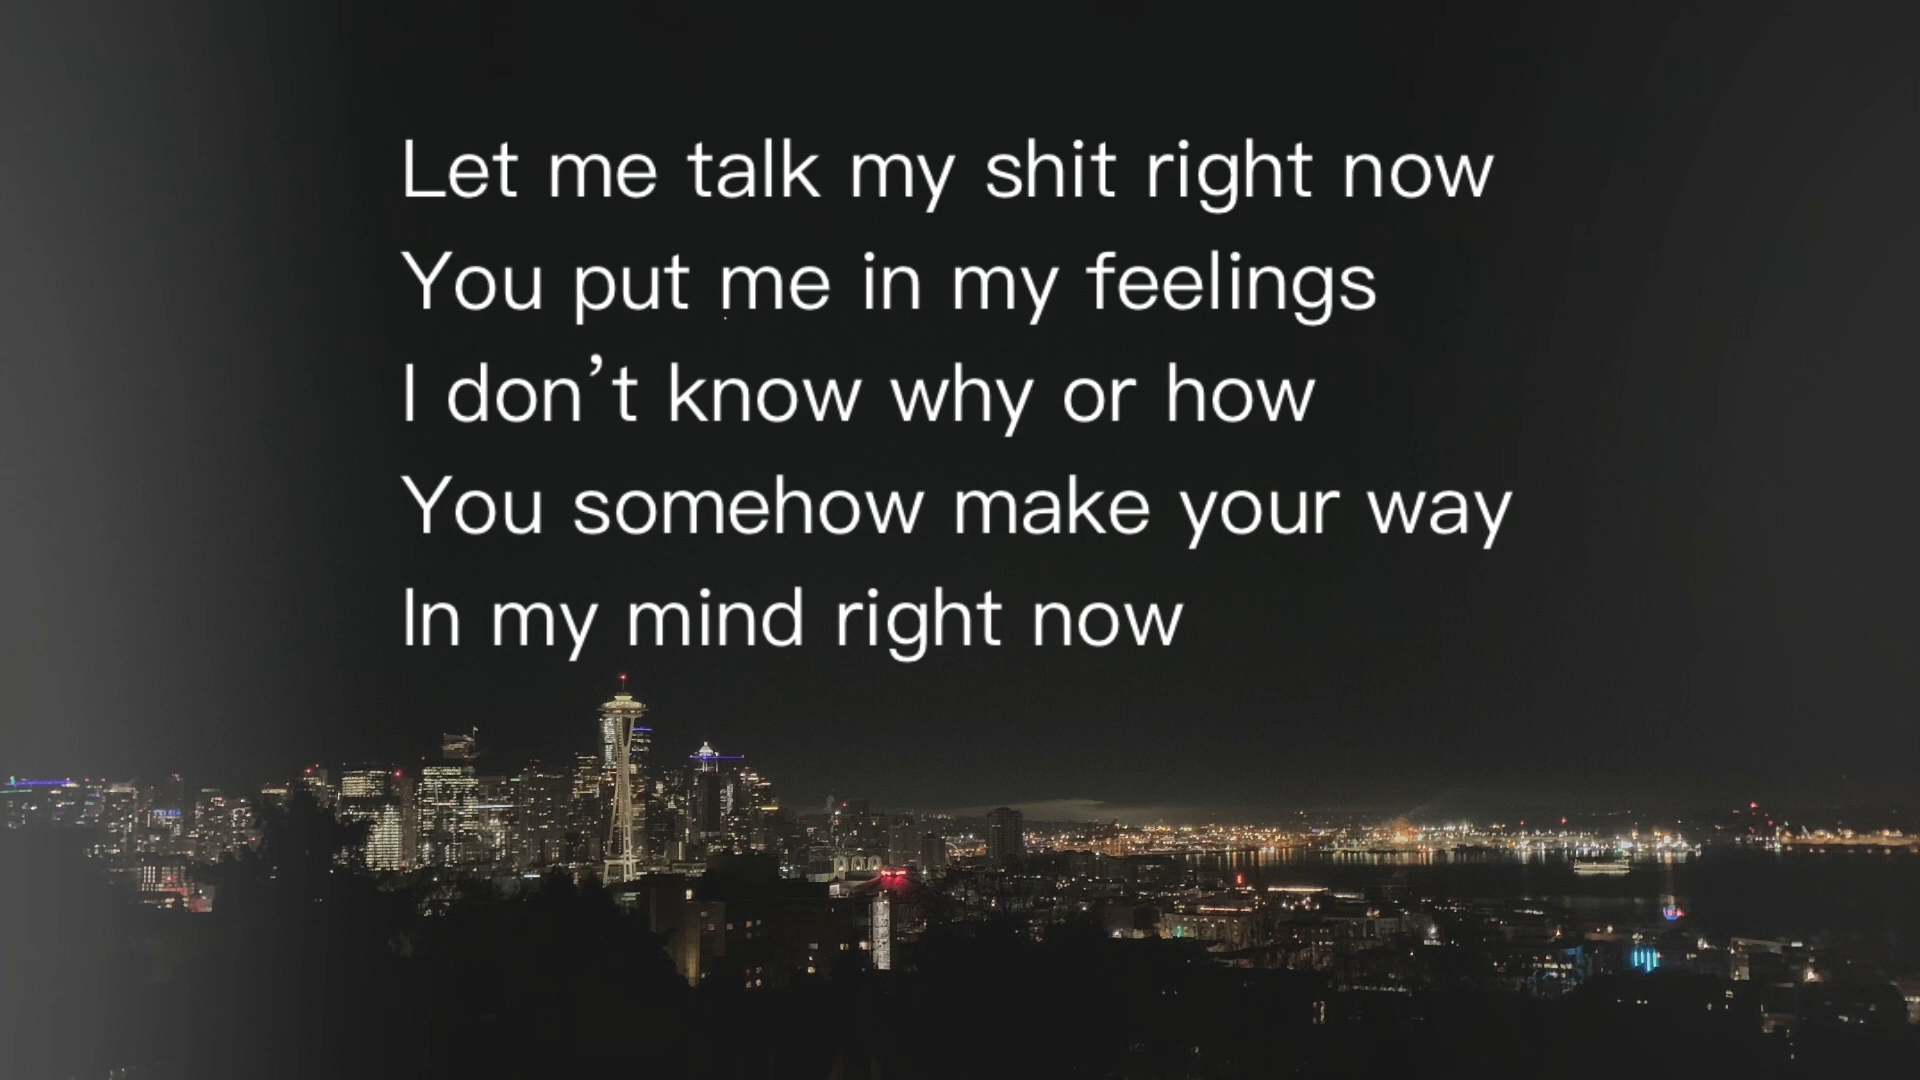 Let me talk my shit right now
You put me in my feelings
I don’t know why or how
You somehow make your way
In my mind right now